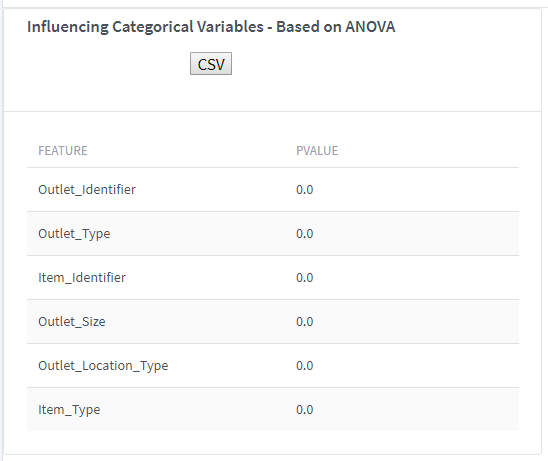 Influencing Categorical Variables - Based on ANOVA
CSV
FEATURE PVALUE
Outlet_Identifier 0.0
Outlet_Type 0.0
Item_Identifier 0.0
Outlet_Size 0.0
Outlet_Location_Type 0.0
Item_Type 0.0